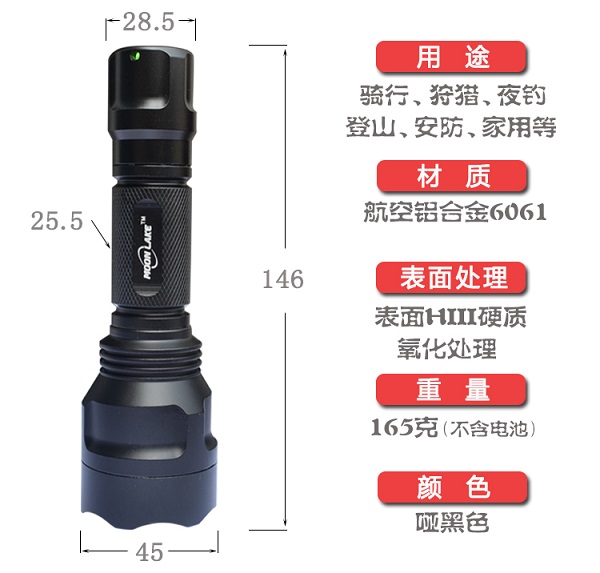 28.5
25.5
146
45
MOON LAKE™
用 途
骑行、狩猎、夜钓
登山、安防、家用等
材 质
航空铝合金6061
表面处理
表面HIII硬质
氧化处理
重 量
165克(不含电池)
颜 色
哑黑色